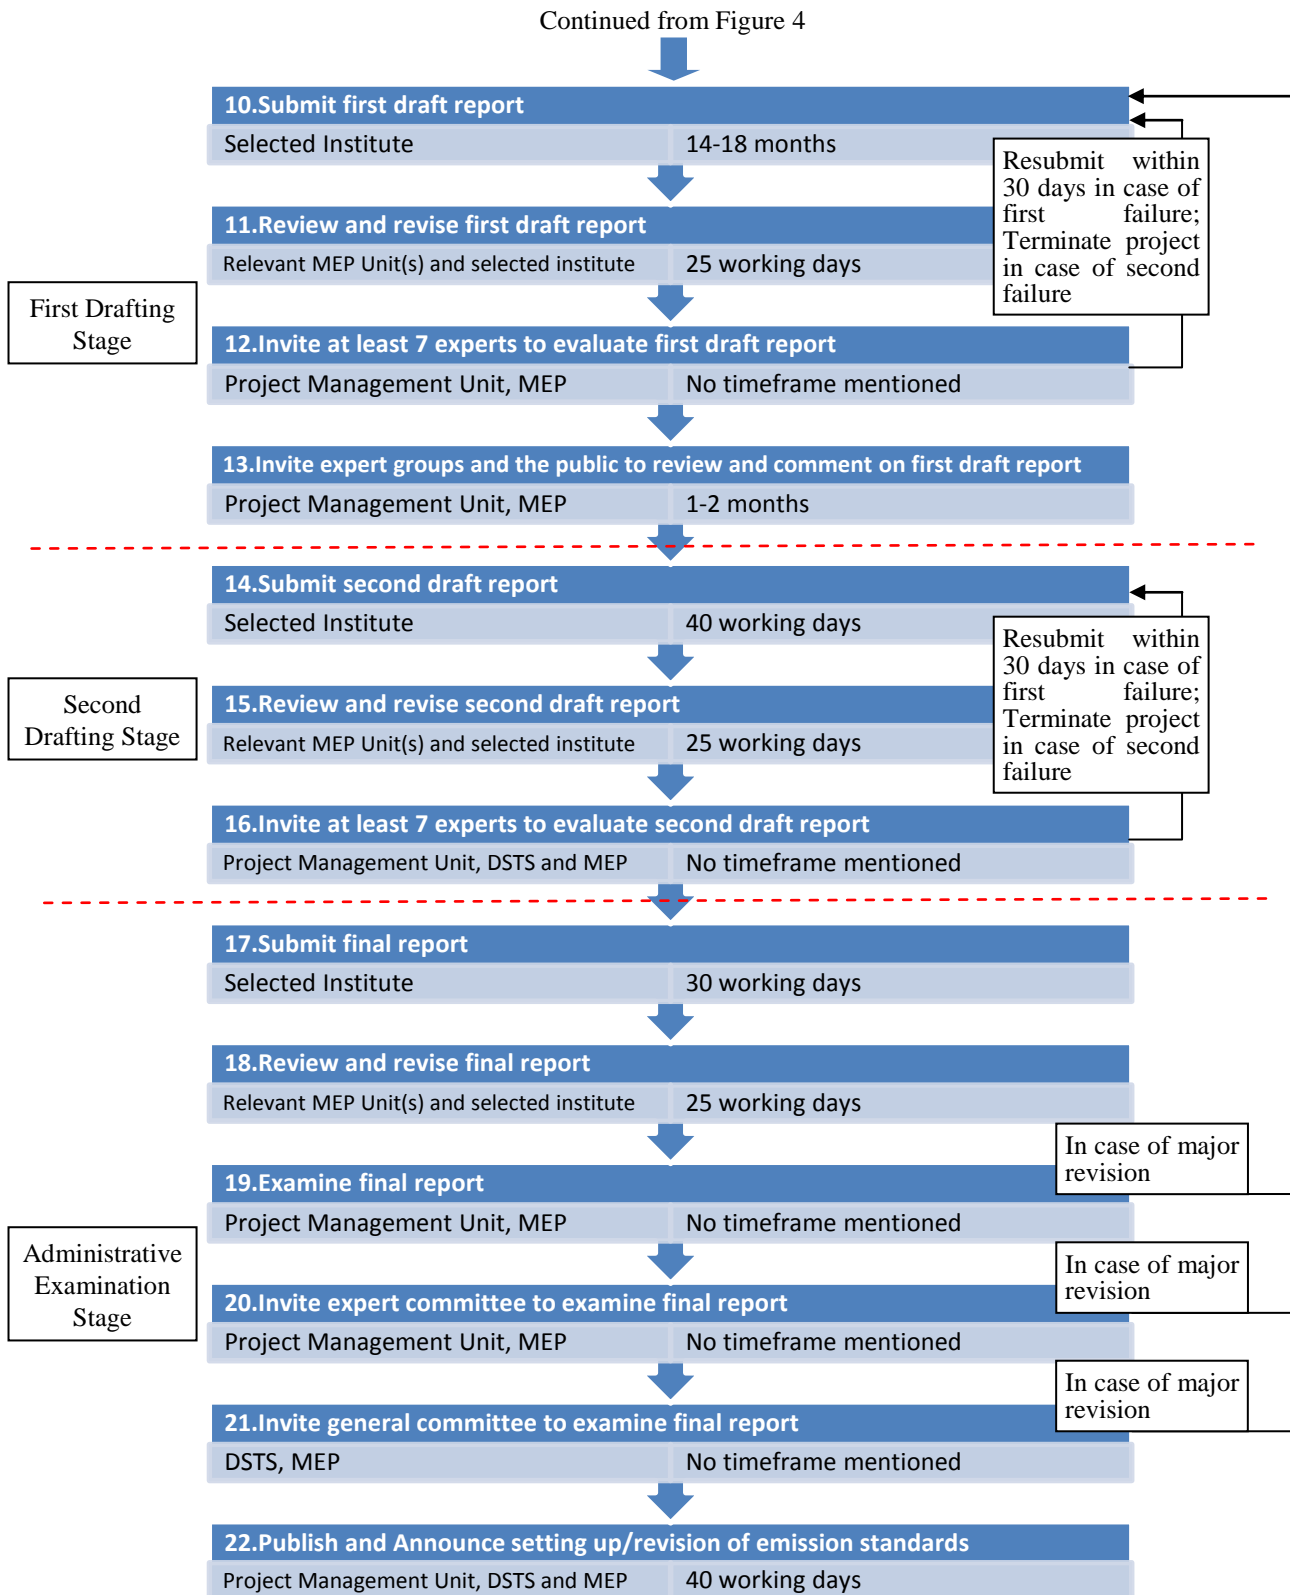 Continued from Figure 4
10.Submit first draft report
Selected Institute
14-18 months
Resubmit within
30 days in case of
first failure;
Terminate project
in case of second
failure
11.Review and revise first draft report
Relevant MEP Unit(s) and selected institute
25 working days
First Drafting
Stage
12.Invite at least 7 experts to evaluate first draft report
Project Management Unit, MEP
No timeframe mentioned
13.Invite expert groups and the public to review and comment on first draft report
Project Management Unit, MEP
1-2 months
14.Submit second draft report
Selected Institute
40 working days
Resubmit within
30 days in case of
first failure;
Terminate project
in case of second
failure
Second
Drafting Stage
15.Review and revise second draft report
Relevant MEP Unit(s) and selected institute
25 working days
16.Invite at least 7 experts to evaluate second draft report
Project Management Unit, DSTS and MEP
No timeframe mentioned
17.Submit final report
Selected Institute
30 working days
18.Review and revise final report
Relevant MEP Unit(s) and selected institute
25 working days
In case of major
revision
19.Examine final report
Project Management Unit, MEP
No timeframe mentioned
Administrative
Examination
Stage
In case of major
revision
20.Invite expert committee to examine final report
Project Management Unit, MEP
No timeframe mentioned
In case of major
revision
21.Invite general committee to examine final report
DSTS, MEP
No timeframe mentioned
22.Publish and Announce setting up/revision of emission standards
Project Management Unit, DSTS and MEP
40 working days